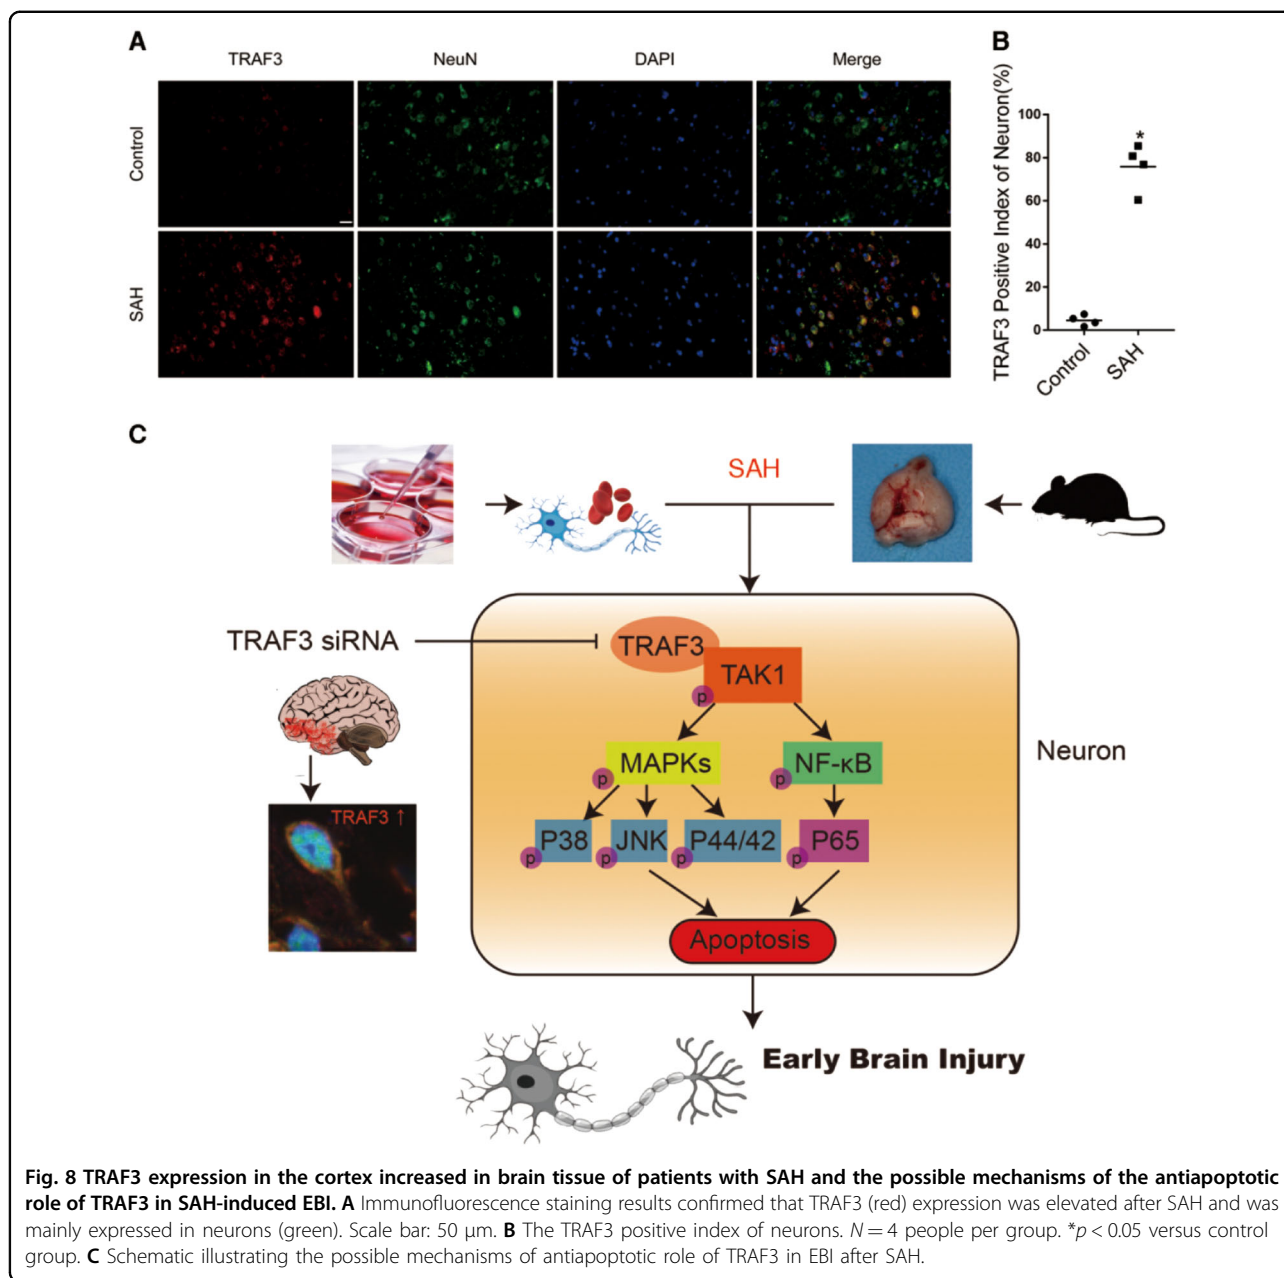 A
TRAF3
NeuN
DAPI
Merge
Control
SAH
B
TRAF3 Positive Index of Neuron(%)
100
80
60
40
20
0
*
Control
SAH
C
SAH
TRAF3 siRNA
TRAF3
TAK1
p
MAPKs
p
NF-κB
p
Neuron
TRAF3 ↑
P38
p
JNK
p
P44/42
p
P65
p
Apoptosis
Early Brain Injury
Fig. 8 TRAF3 expression in the cortex increased in brain tissue of patients with SAH and the possible mechanisms of the antiapoptotic
role of TRAF3 in SAH-induced EBI. A Immunofluorescence staining results confirmed that TRAF3 (red) expression was elevated after SAH and was
mainly expressed in neurons (green). Scale bar: 50 μm. B The TRAF3 positive index of neurons. N = 4 people per group. *p < 0.05 versus control
group. C Schematic illustrating the possible mechanisms of antiapoptotic role of TRAF3 in EBI after SAH.